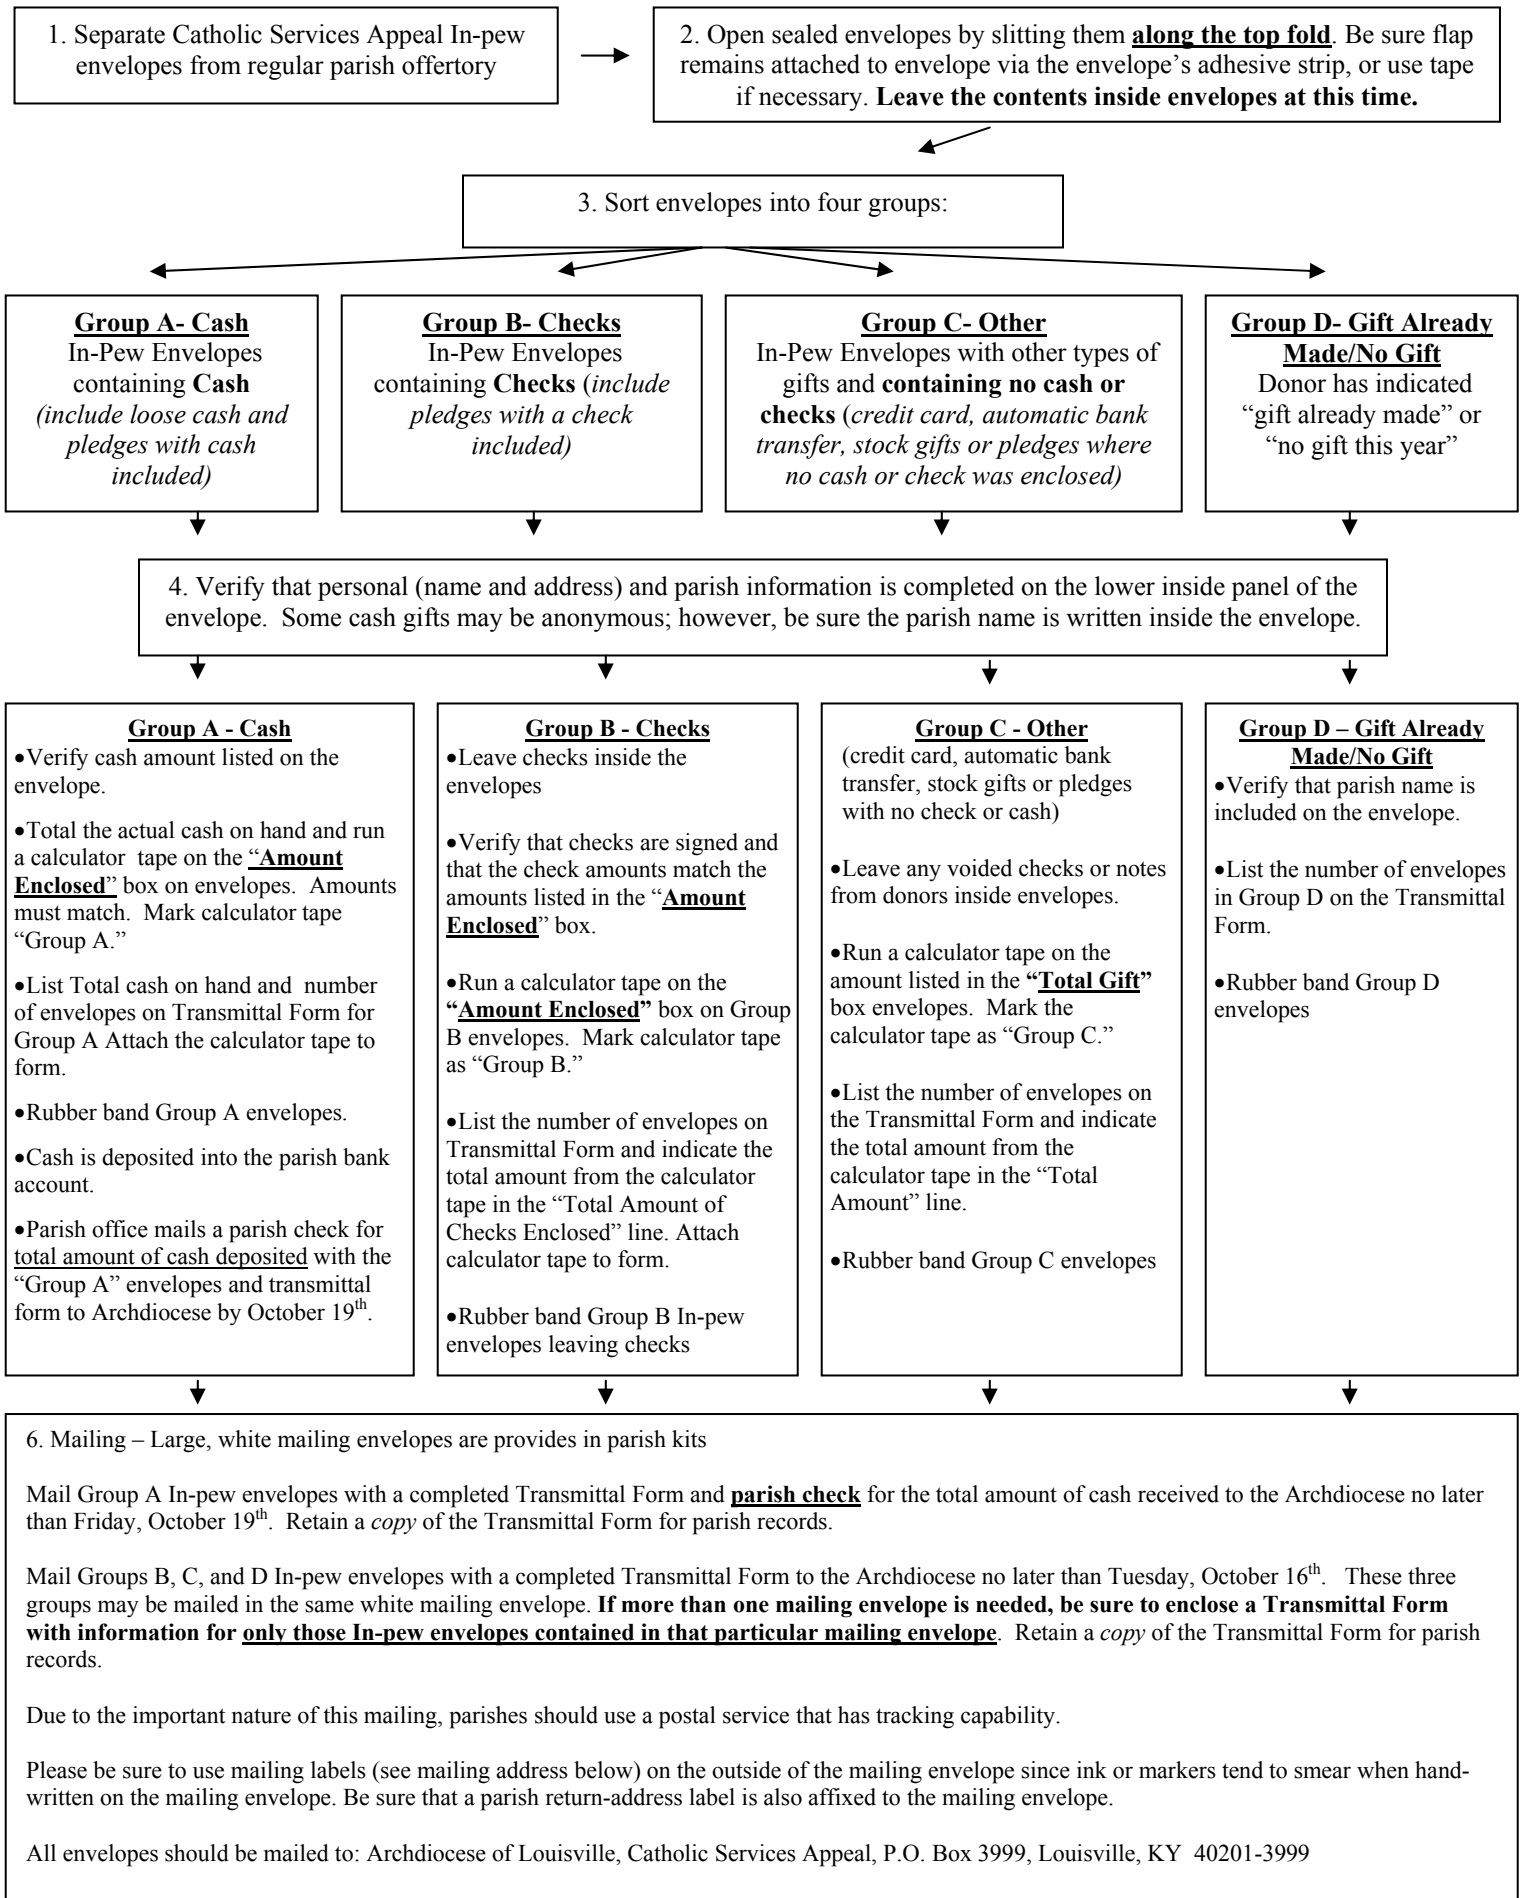 1. Separate Catholic Services Appeal In-pew
envelopes from regular parish offertory
2. Open sealed envelopes by slitting them along the top fold. Be sure flap
remains attached to envelope via the envelope’s adhesive strip, or use tape
if necessary. Leave the contents inside envelopes at this time.
3. Sort envelopes into four groups:
Group A- Cash
In-Pew Envelopes
containing Cash
(include loose cash and
pledges with cash
included)
Group B- Checks
In-Pew Envelopes
containing Checks (include
pledges with a check
included)
Group C- Other
In-Pew Envelopes with other types of
gifts and containing no cash or
checks (credit card, automatic bank
transfer, stock gifts or pledges where
no cash or check was enclosed)
Group D- Gift Already
Made/No Gift
Donor has indicated
“gift already made” or
“no gift this year”
4. Verify that personal (name and address) and parish information is completed on the lower inside panel of the
envelope. Some cash gifts may be anonymous; however, be sure the parish name is written inside the envelope.
Group A - Cash
•Verify cash amount listed on the
envelope.
•Total the actual cash on hand and run
a calculator tape on the “Amount
Enclosed” box on envelopes. Amounts
must match. Mark calculator tape
“Group A.”
•List Total cash on hand and number
of envelopes on Transmittal Form for
Group A Attach the calculator tape to
form.
•Rubber band Group A envelopes.
•Cash is deposited into the parish bank
account.
•Parish office mails a parish check for
total amount of cash deposited with the
“Group A” envelopes and transmittal
form to Archdiocese by October 19th.
Group B - Checks
•Leave checks inside the
envelopes
•Verify that checks are signed and
that the check amounts match the
amounts listed in the “Amount
Enclosed” box.
•Run a calculator tape on the
“Amount Enclosed” box on Group
B envelopes. Mark calculator tape
as “Group B.”
•List the number of envelopes on
Transmittal Form and indicate the
total amount from the calculator
tape in the “Total Amount of
Checks Enclosed” line. Attach
calculator tape to form.
•Rubber band Group B In-pew
envelopes leaving checks
Group C - Other
(credit card, automatic bank
transfer, stock gifts or pledges
with no check or cash)
•Leave any voided checks or notes
from donors inside envelopes.
•Run a calculator tape on the
amount listed in the “Total Gift”
box envelopes. Mark the
calculator tape as “Group C.”
•List the number of envelopes on
the Transmittal Form and indicate
the total amount from the
calculator tape in the “Total
Amount” line.
•Rubber band Group C envelopes
Group D – Gift Already
Made/No Gift
•Verify that parish name is
included on the envelope.
•List the number of envelopes
in Group D on the Transmittal
Form.
•Rubber band Group D
envelopes
6. Mailing – Large, white mailing envelopes are provides in parish kits
Mail Group A In-pew envelopes with a completed Transmittal Form and parish check for the total amount of cash received to the Archdiocese no later
than Friday, October 19th. Retain a copy of the Transmittal Form for parish records.
Mail Groups B, C, and D In-pew envelopes with a completed Transmittal Form to the Archdiocese no later than Tuesday, October 16th. These three
groups may be mailed in the same white mailing envelope. If more than one mailing envelope is needed, be sure to enclose a Transmittal Form
with information for only those In-pew envelopes contained in that particular mailing envelope. Retain a copy of the Transmittal Form for parish
records.
Due to the important nature of this mailing, parishes should use a postal service that has tracking capability.
Please be sure to use mailing labels (see mailing address below) on the outside of the mailing envelope since ink or markers tend to smear when hand-
written on the mailing envelope. Be sure that a parish return-address label is also affixed to the mailing envelope.
All envelopes should be mailed to: Archdiocese of Louisville, Catholic Services Appeal, P.O. Box 3999, Louisville, KY 40201-3999